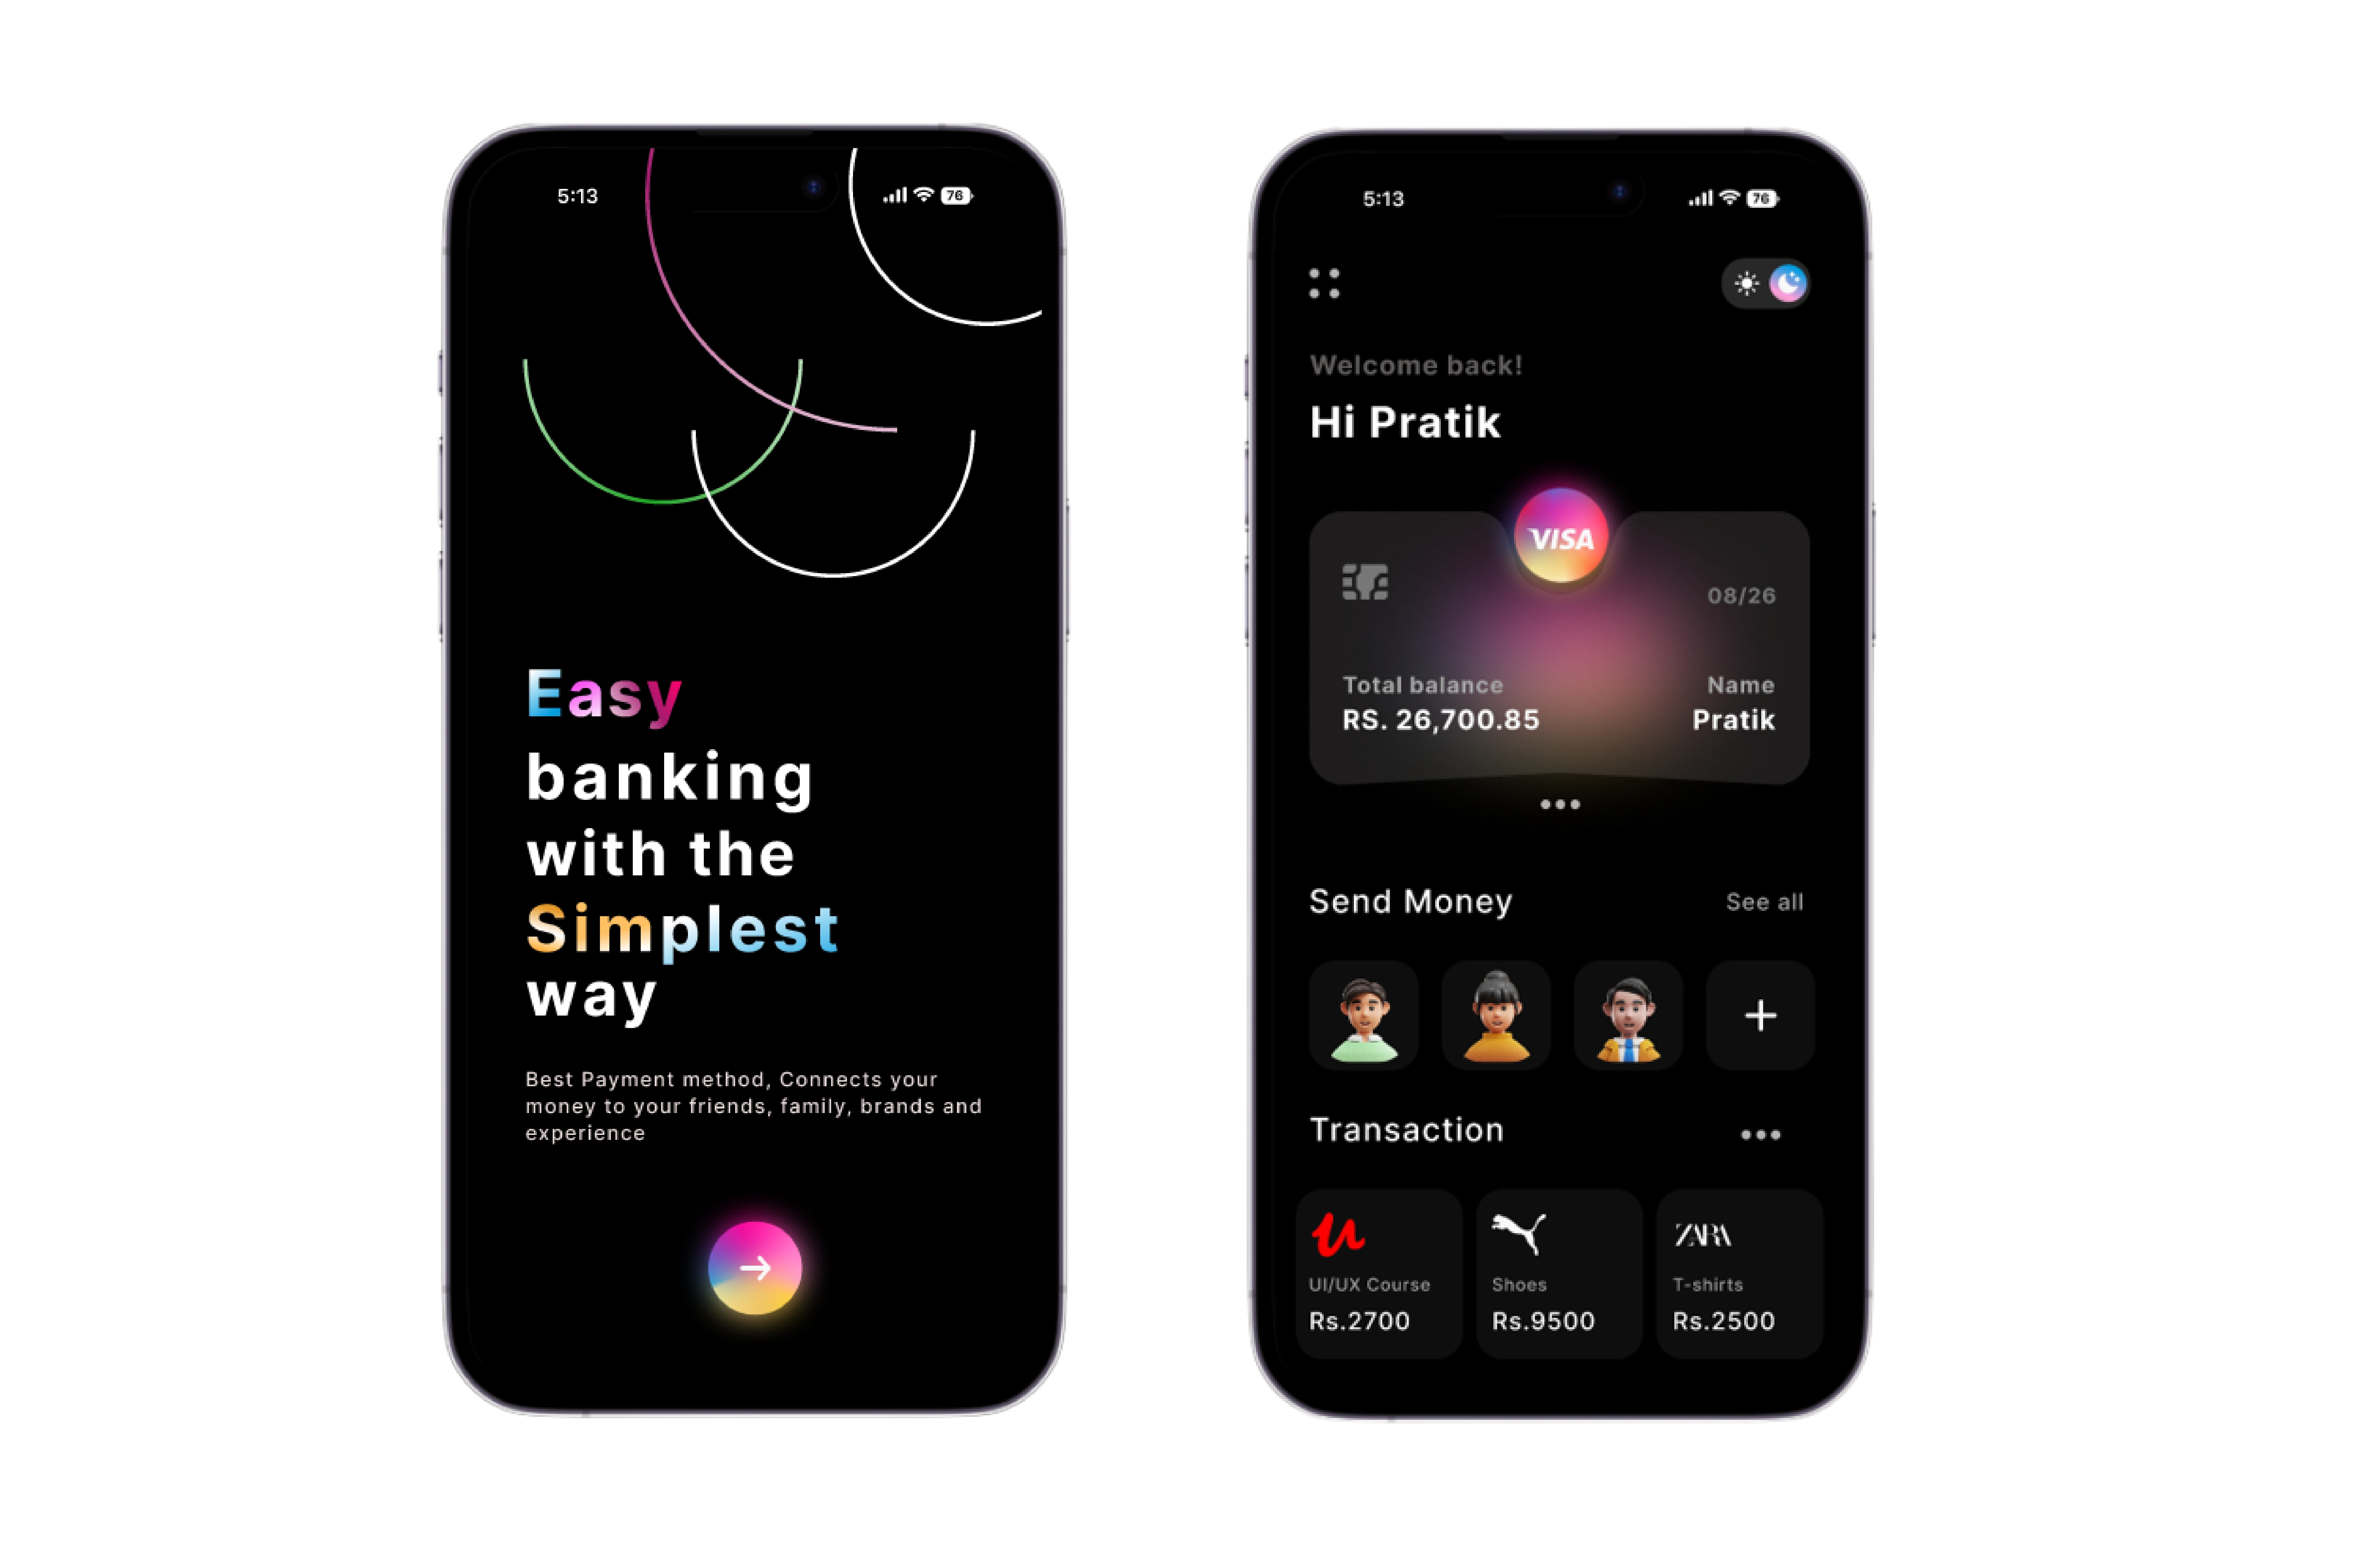 5:13
76
Easy
banking
with the
Simplest
way
Best Payment method, Connects your
money to your friends, family, brands and
experience
5:13
76
Welcome back!
Hi Pratik
VISA
08/26
Total balance
Name
RS. 26,700.85
Pratik
Send Money
See all
Transaction
u
ZARA
UI/UX Course
Shoes
T-shirts
Rs.2700
Rs.9500
Rs.2500